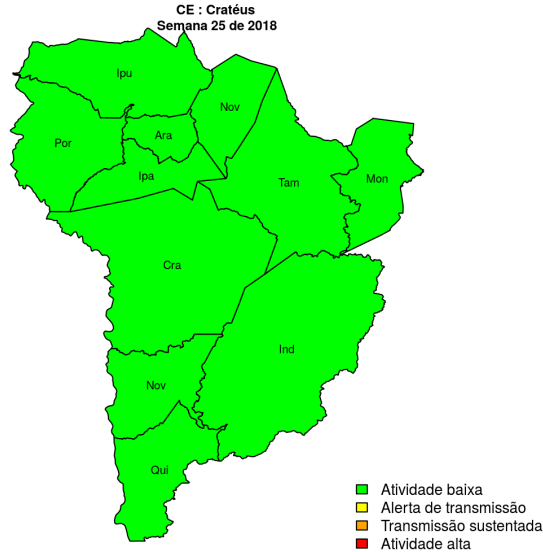 CE : Cratéus
Semana 25 de 2018
Ipu
Nov
Por
Ara
Ipa
Tam
Mon
Cra
Ind
Nov
Qui
Atividade baixa
Alerta de transmissão
Transmissão sustentada
Atividade alta